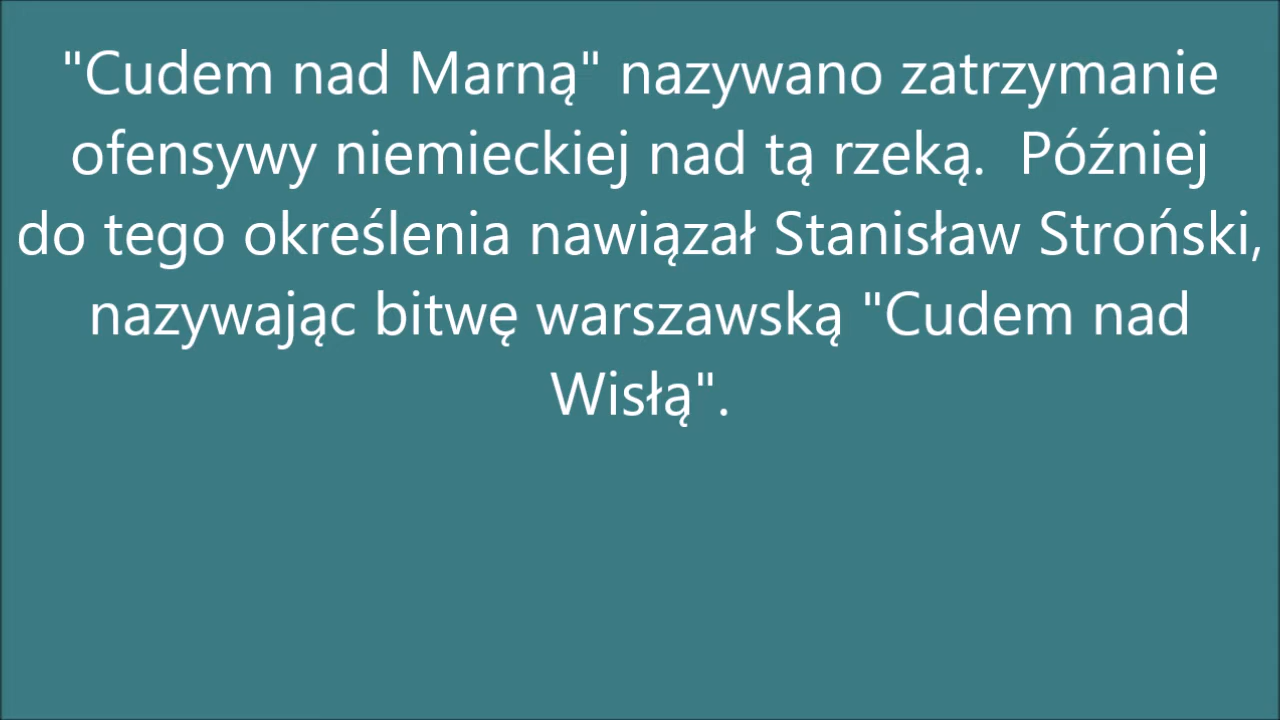 "Cudem nad Marną" nazywano zatrzymanie
ofensywy niemieckiej nad tą rzeką.  Później
do tego określenia nawiązał Stanisław Stroński,
nazywając bitwę warszawską "Cudem nad
Wisłą".